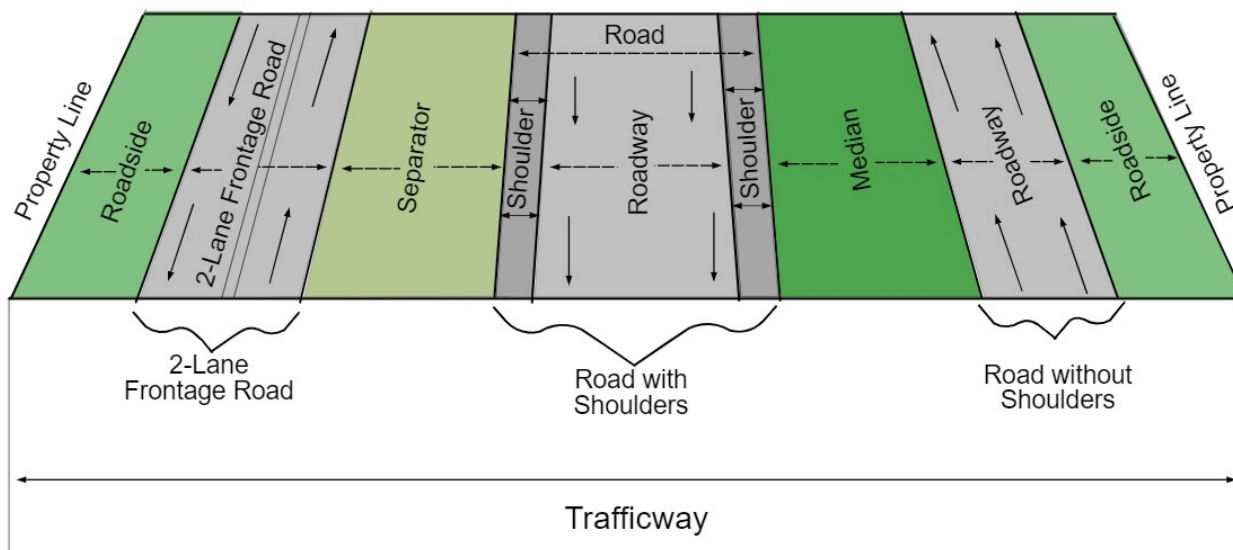 Property Line
Roadside
2-Lane Frontage Road
Separator
Shoulder
Road
Roadway
Shoulder
Median
Roadway
Roadside
Property Line
2-Lane
Frontage Road
Road with
Shoulders
Road without
Shoulders
Trafficway